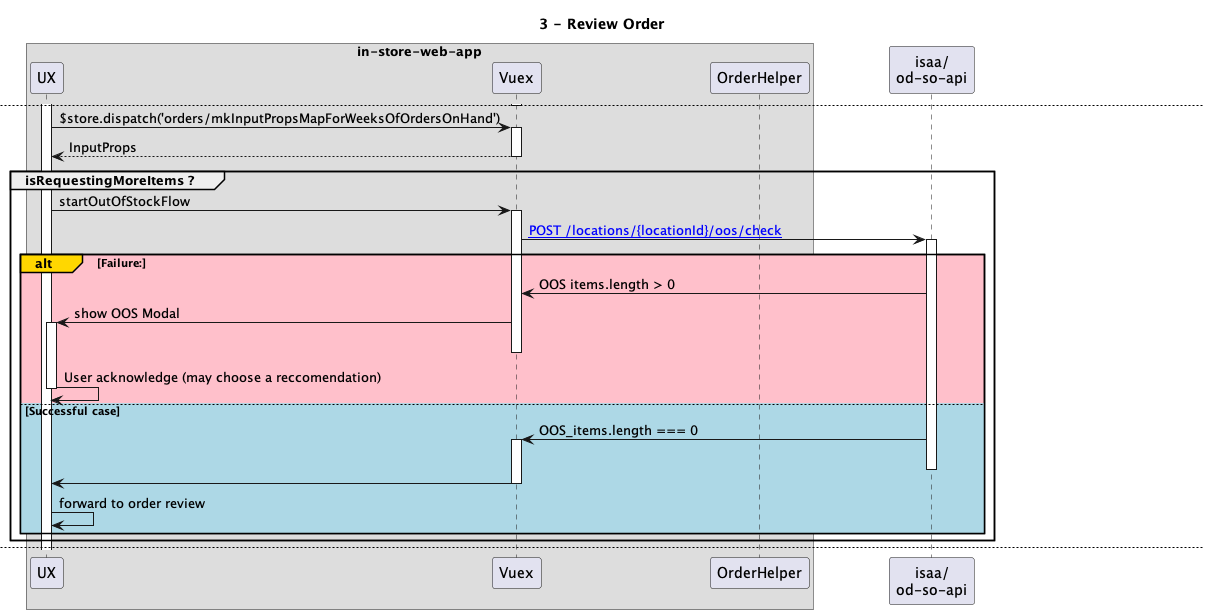 3 - Review Order
in-store-web-app
UX
Vuex
OrderHelper
isaa/
od-so-api
$store.dispatch('orders/mkInputPropsMapForWeeksOfOrdersOnHand')
InputProps
isRequestingMoreItems ?
startOutOfStockFlow
POST /locations/{locationId}/oos/check
alt
[Failure:]
OOS items.length > 0
show OOS Modal
User acknowledge (may choose a reccomendation)
[Successful case]
OOS_items.length === 0
forward to order review
UX
Vuex
OrderHelper
isaa/
od-so-api